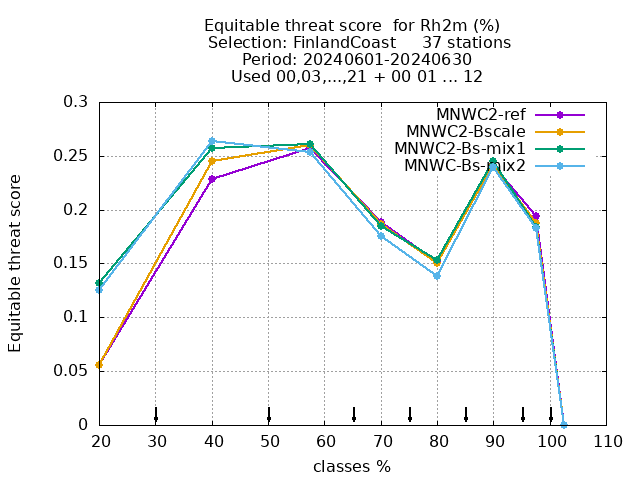 Equitable threat score  for Rh2m (%)
Selection: FinlandCoast     37 stations
Period: 20240601-20240630
Used 00,03,...,21 + 00 01 ... 12
MNWC2-ref
MNWC2-Bscale
MNWC2-Bs-mix1
MNWC-Bs-mix2
Equitable threat score
0.3
0.25
0.2
0.15
0.1
0.05
0
20 30 40 50 60 70 80 90 100 110
classes %